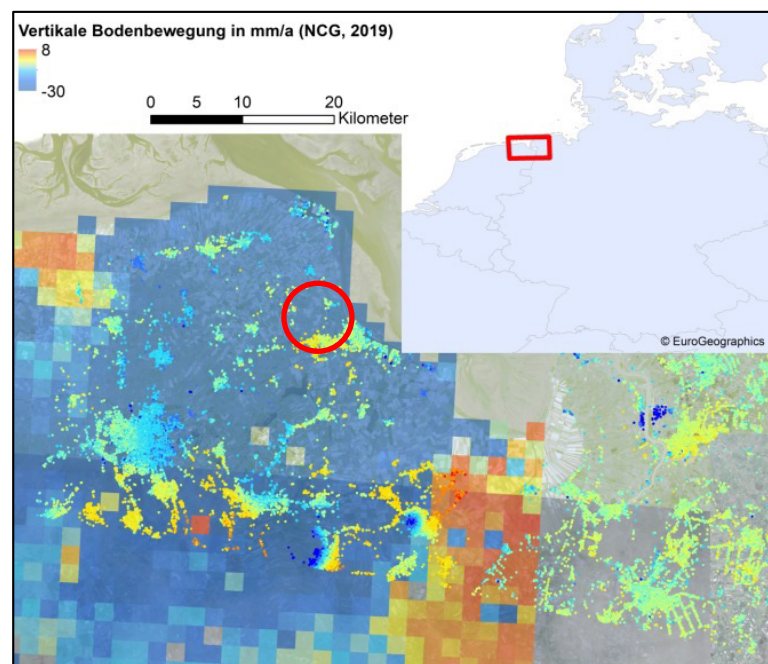 Vertikale Bodenbewegung in mm/a (NCG, 2019)
8
-30
0 5 10 20
Kilometer
© EuroGeographics